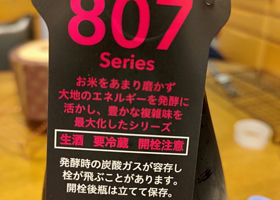 807
Series
お米をあまり磨かず
大地のエネルギーを発酵に
活かし、豊かな複雑味を
最大化したシリーズ
生酒 要冷蔵 開栓注意
発酵時の炭酸ガスが容存し
栓が飛ぶことがあります。
開栓後瓶は立てて保存。